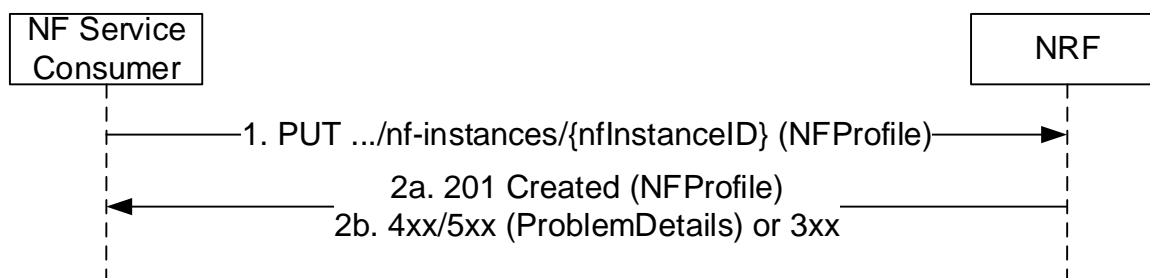 NF Service
Consumer
NRF
1. PUT .../nf-instances/{nfInstanceID} (NFProfile)
2a. 201 Created (NFProfile)
2b. 4xx/5xx (ProblemDetails) or 3xx